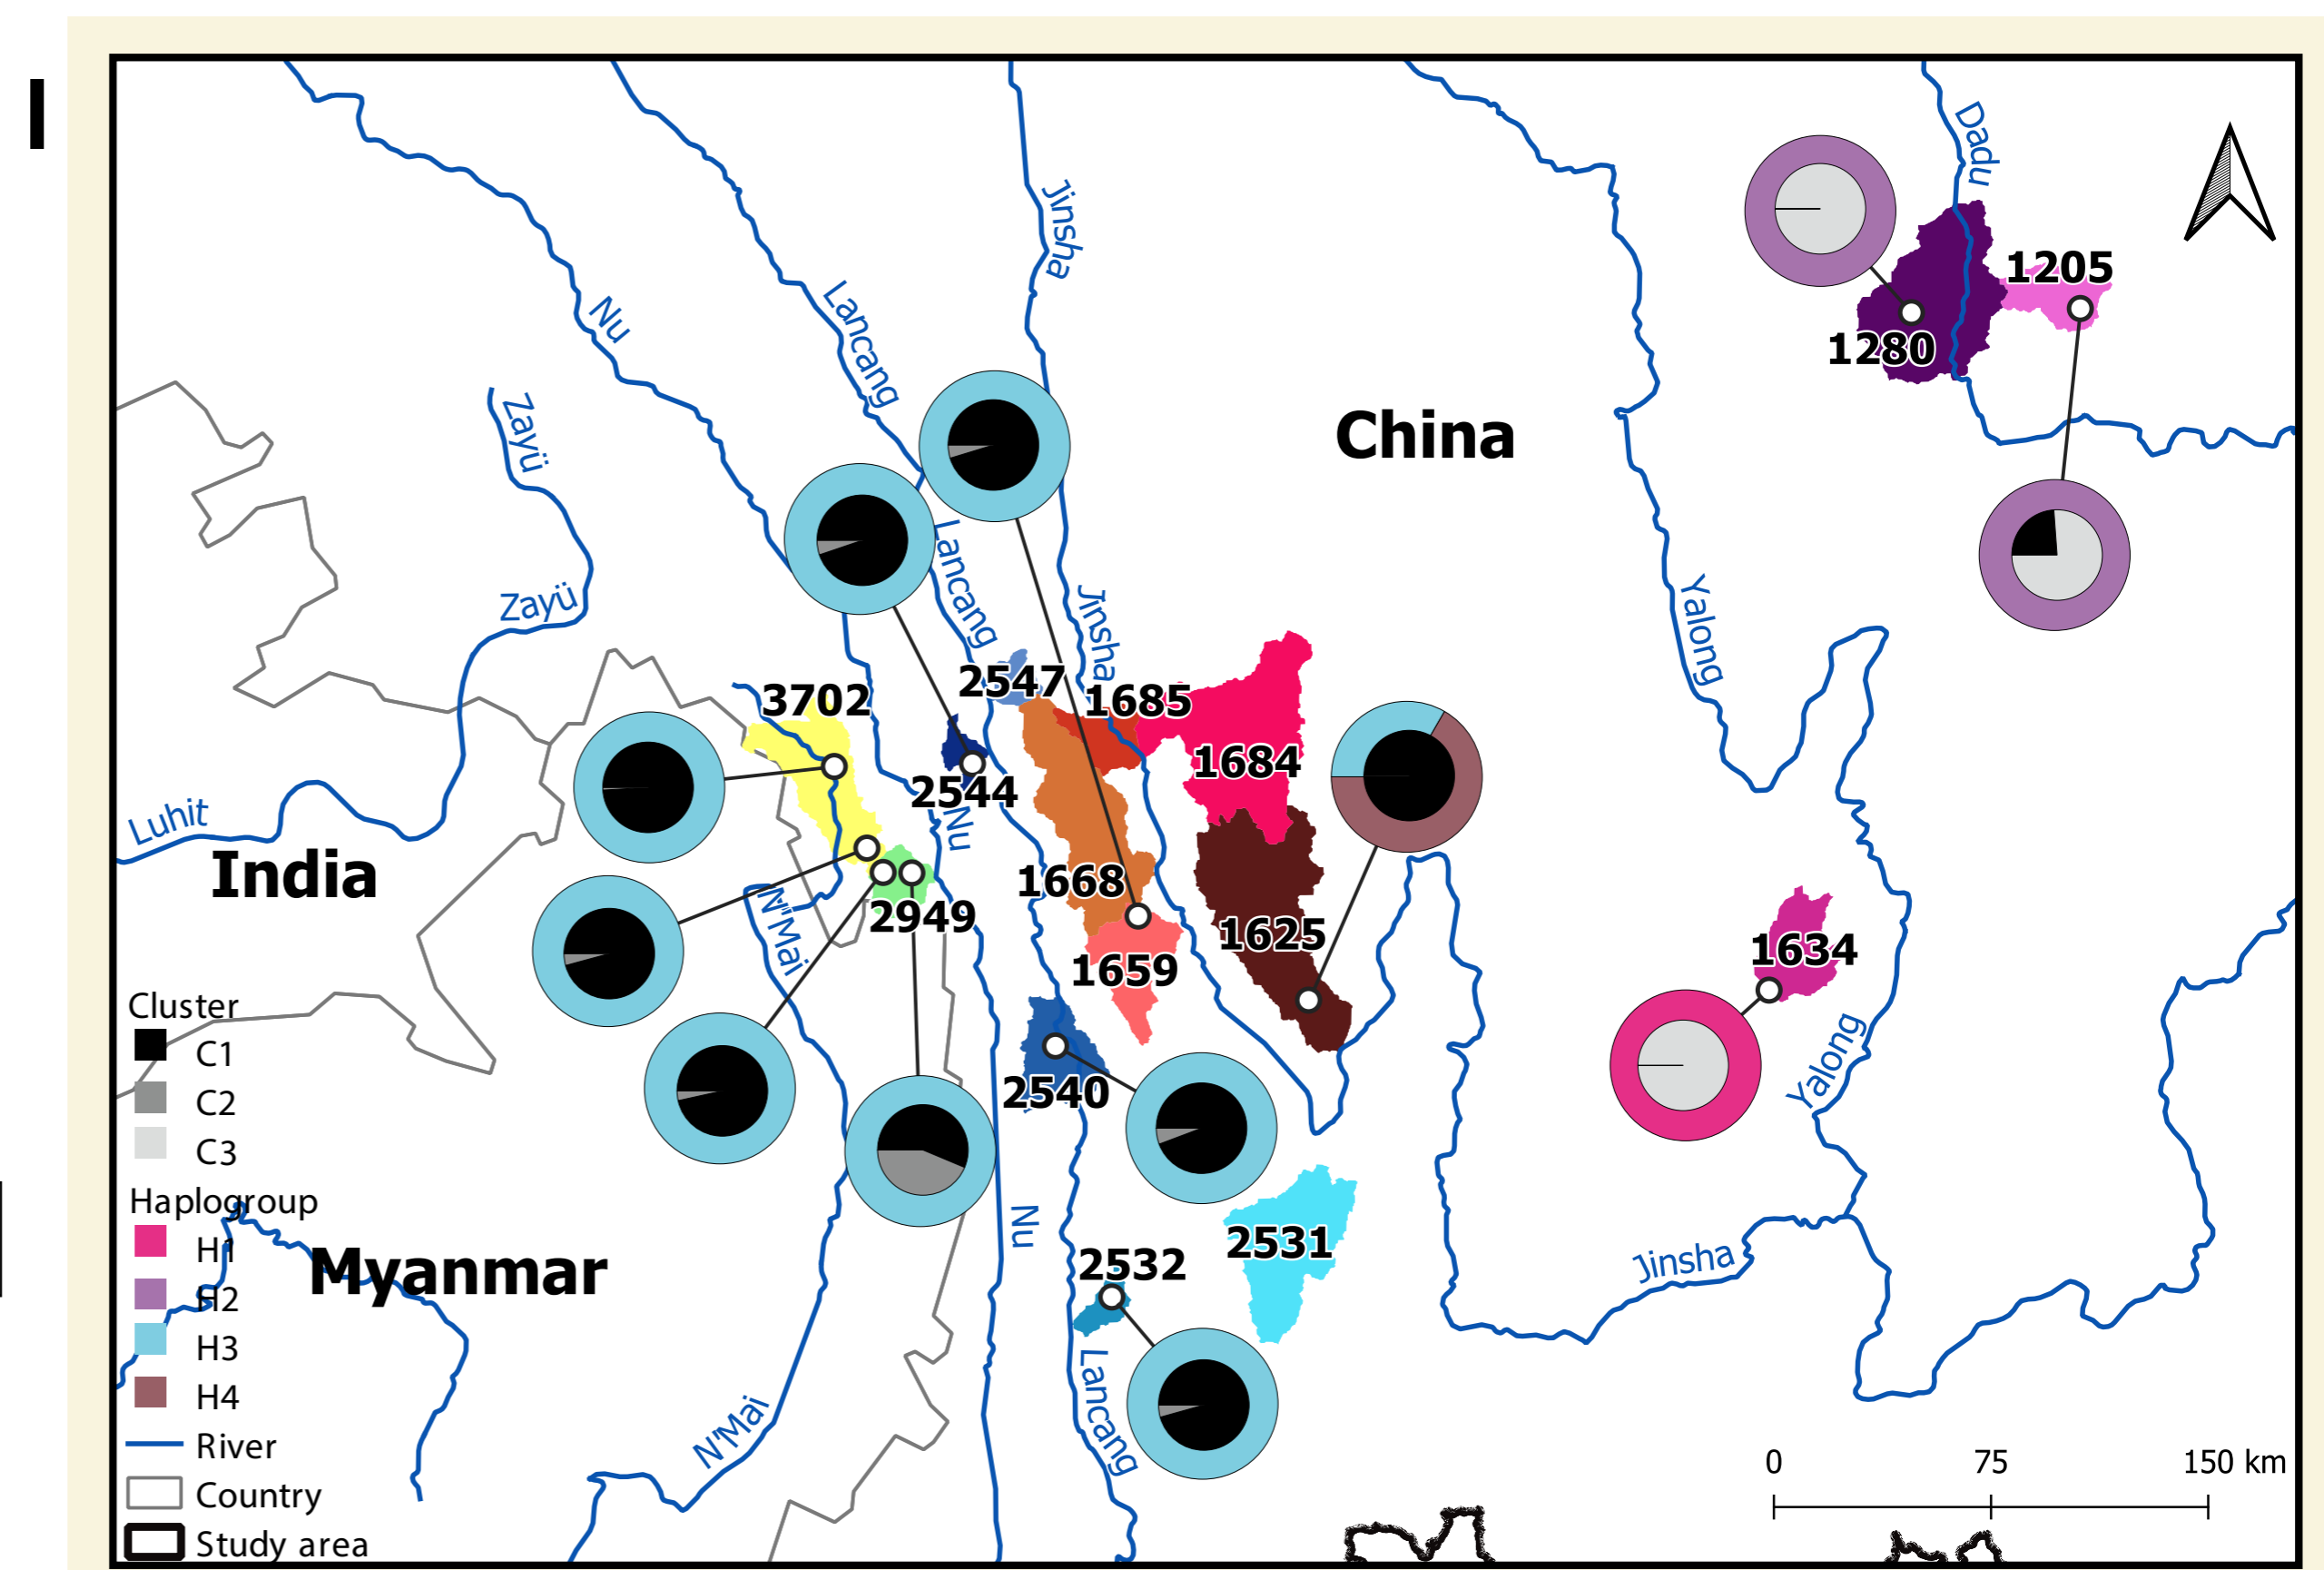 I
Dadu
Jinsha
1205
Nu
Lancang
1280
China
Zayü
Lancang
Zayü
Jinsha
Yalong
2547
3702
1685
1684
2544
Luhit
Nu
India
1668
N'Mai
2949
1625
1634
1659
Yalong
2540
Cluster
C1
C2
C3
Haplogroup
H1
H2
H3
H4
River
Country
Study area
Myanmar
Nu
2531
2532
Jinsha
Lancang
N'Mai
0 75 150 km